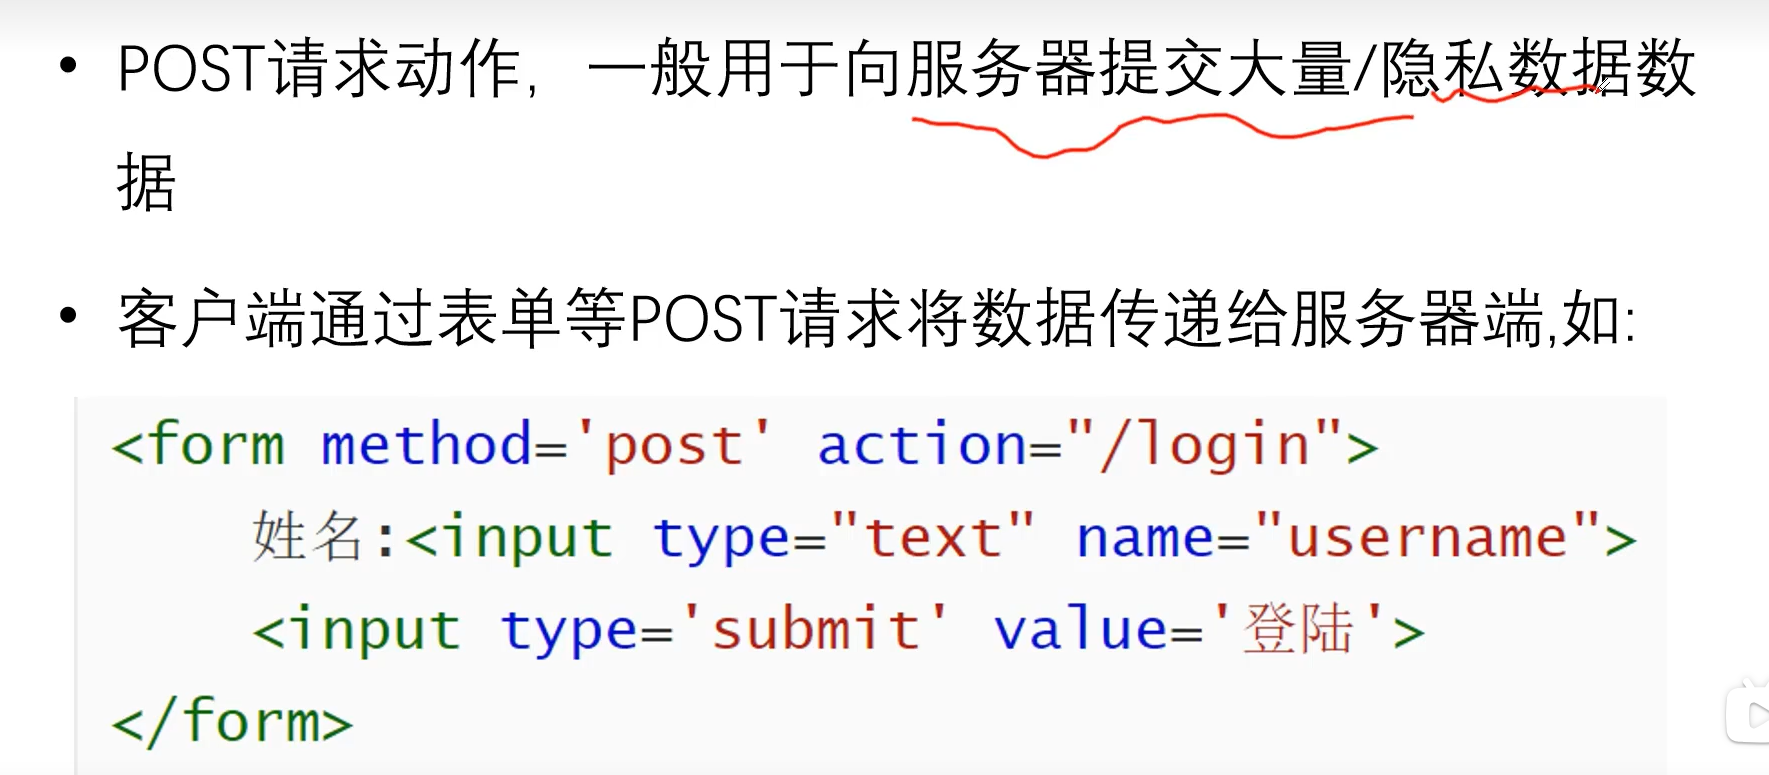 • POST请求动作，一般用于向服务器提交大量/隐私数据数
据
• 客户端通过表单等POST请求将数据传递给服务器端,如:
<form method='post' action="/login">
姓名:<input type="text" name="username">
<input type='submit' value='登陆'>
</form>